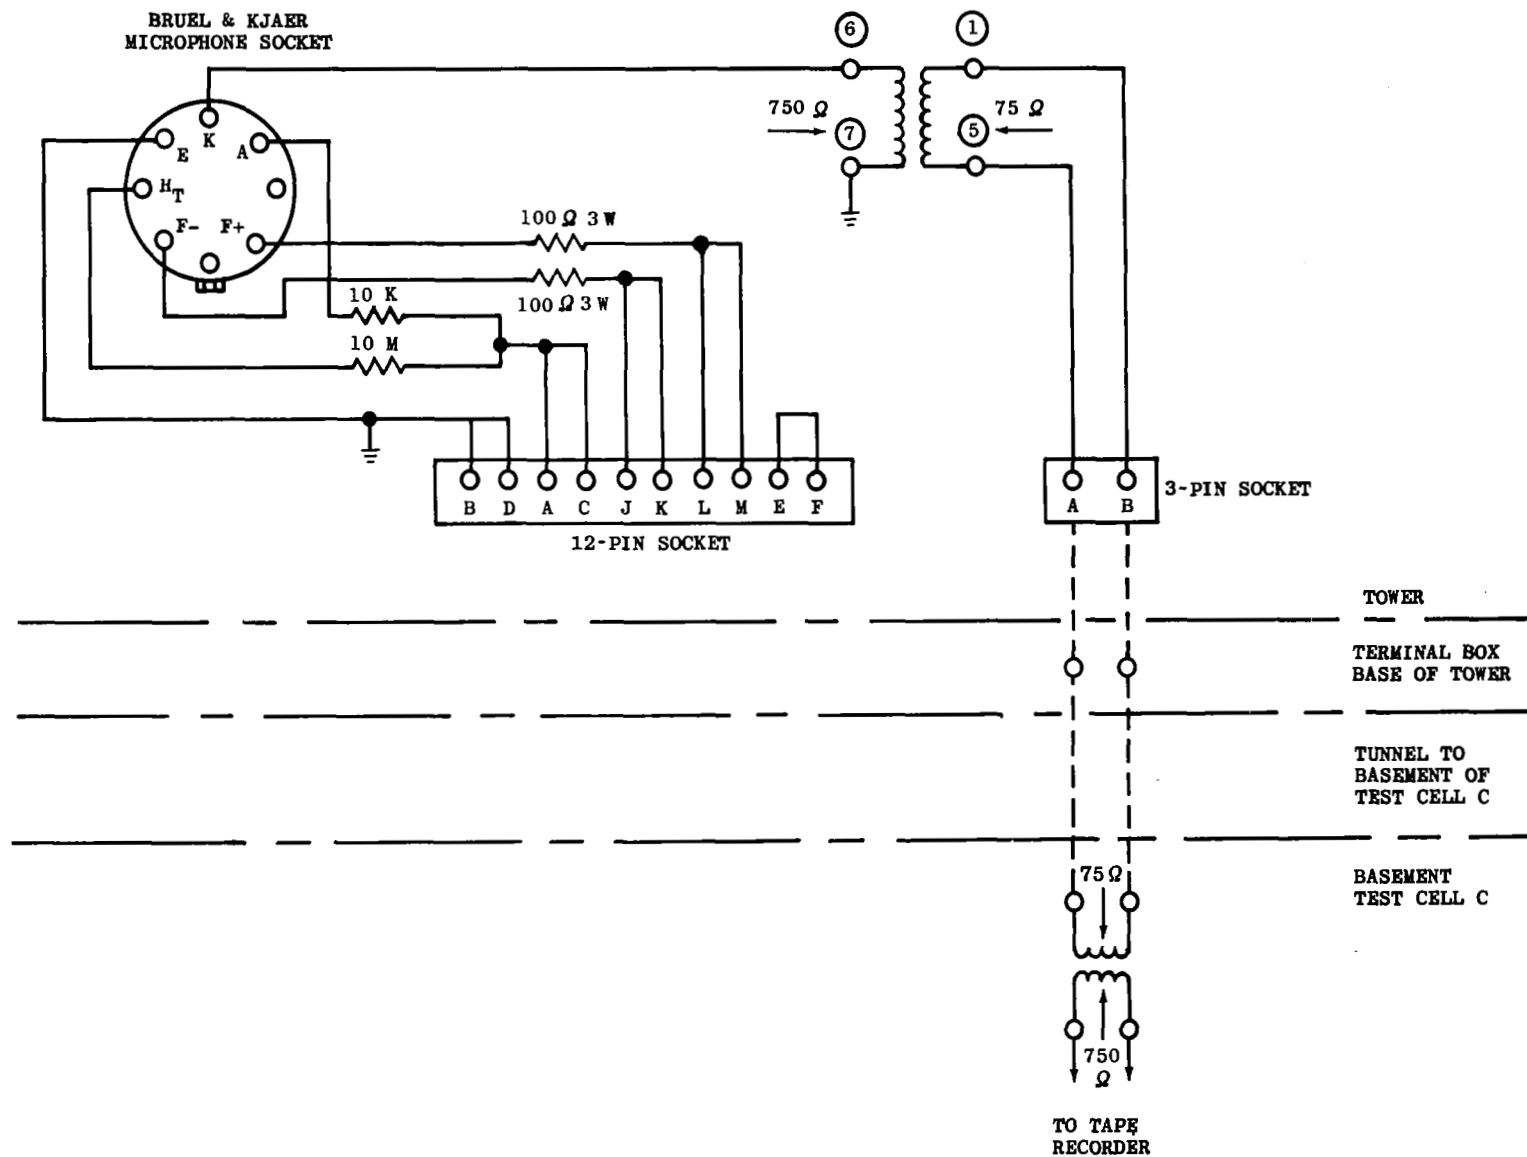 BRUEL & KJAER
MICROPHONE SOCKET
6
1
750 Ω
7
75 Ω
5
K
E
A
HT
F-
F+
100 Ω 3 W
100 Ω 3 W
10 K
10 M
B D A C J K L M E F
12-PIN SOCKET
A B
3-PIN SOCKET
TOWER
TERMINAL BOX
BASE OF TOWER
TUNNEL TO
BASEMENT OF
TEST CELL C
75 Ω
BASEMENT
TEST CELL C
750
Ω
TO TAPE
RECORDER